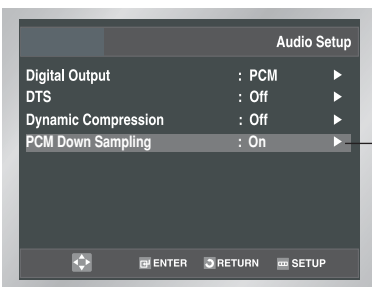 Audio Setup
Digital Output : PCM
DTS : Off
Dynamic Compression : Off
PCM Down Sampling : On
ENTER RETURN SETUP